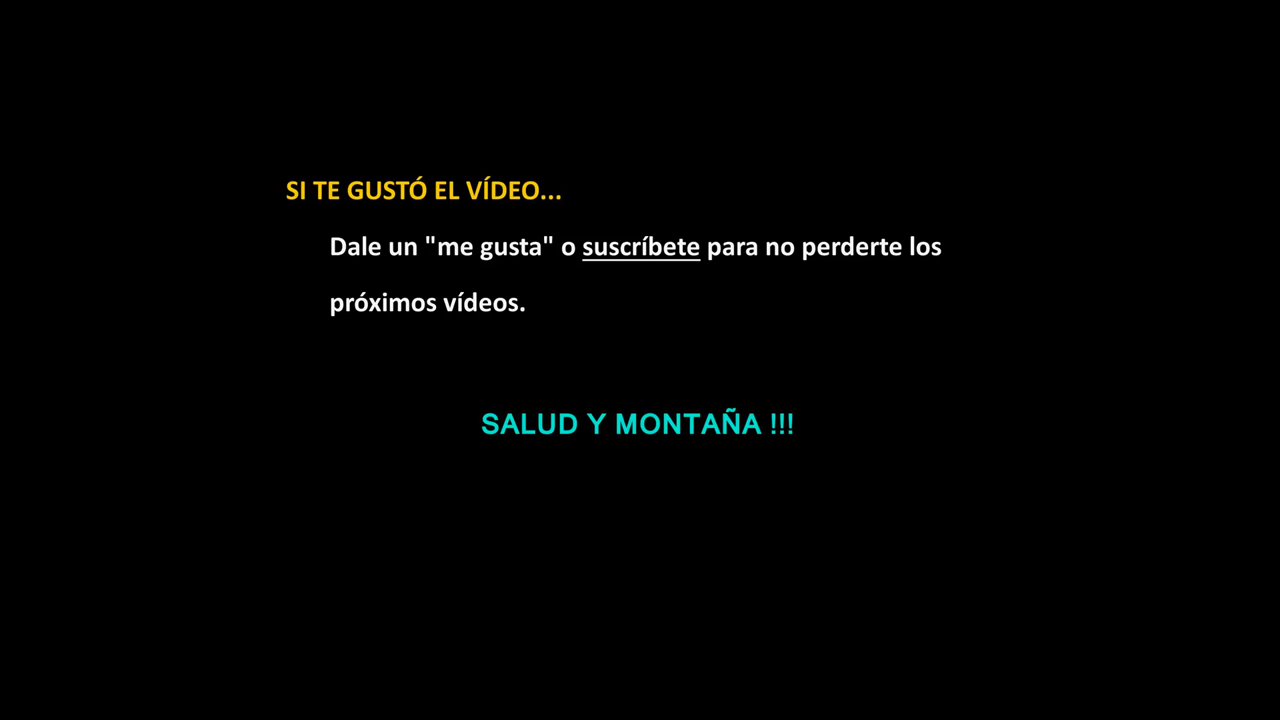 SI TE GUSTÓ EL VÍDEO...
Dale un "me gusta" o suscríbete para no perderte los
próximos vídeos.
SALUD Y MONTAÑA !!!